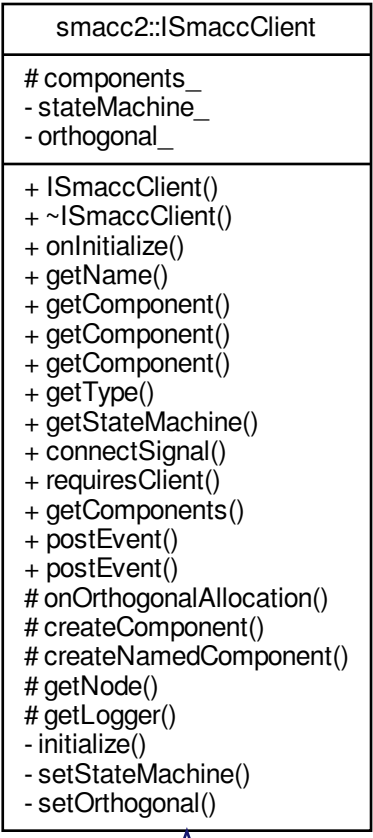 smacc2::ISmaccClient
# components_
- stateMachine_
- orthogonal_
+ ISmaccClient()
+ ~ISmaccClient()
+ onInitialize()
+ getName()
+ getComponent()
+ getComponent()
+ getComponent()
+ getType()
+ getStateMachine()
+ connectSignal()
+ requiresClient()
+ getComponents()
+ postEvent()
+ postEvent()
# onOrthogonalAllocation()
# createComponent()
# createNamedComponent()
# getNode()
# getLogger()
- initialize()
- setStateMachine()
- setOrthogonal()